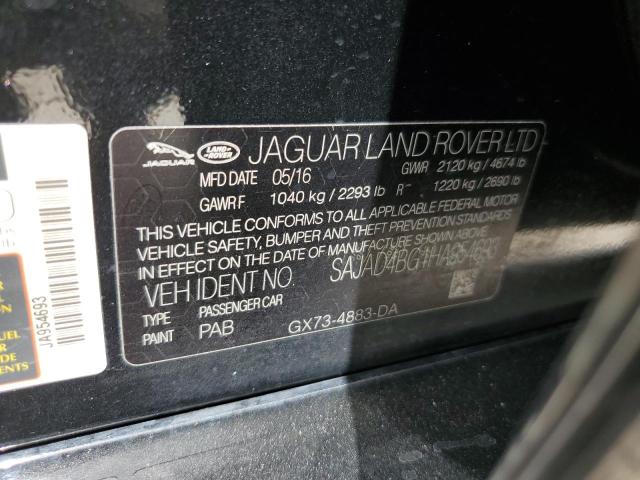 JAGUAR
LAND ROVER
JAGUAR LAND ROVER LTD
MFD DATE 05/16 GWR 2120 kg / 4674 lb
GAWR F 1040 kg / 2293 lb R 1220 kg / 2690 lb
THIS VEHICLE CONFORMS TO ALL APPLICABLE FEDERAL MOTOR
VEHICLE SAFETY, BUMPER AND THEFT PREVENTION STANDARDS
IN EFFECT ON THE DATE OF MANUFACTURE SHOWN ABOVE.
VEH IDENT NO.
TYPE PASSENGER CAR
PAINT PAB GX73-4883-DA
JA954693